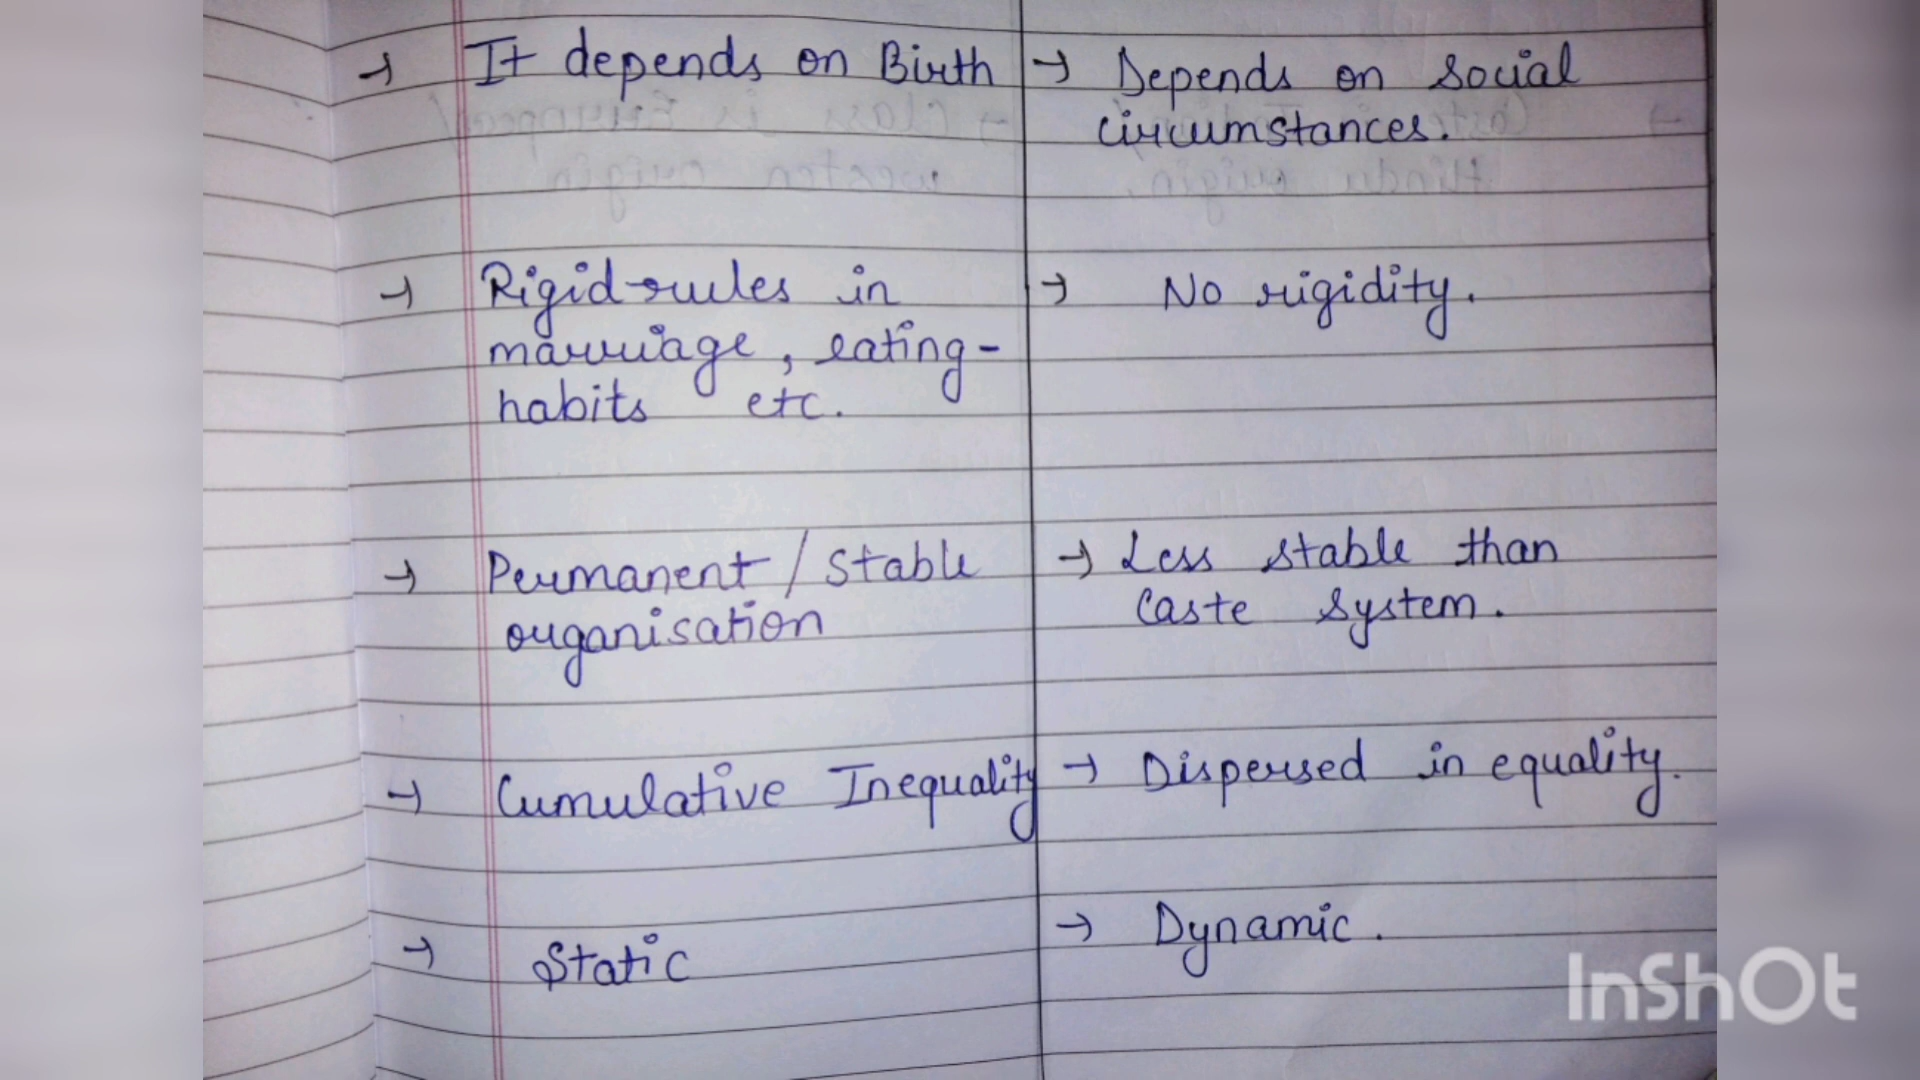 → It depends on Birth
→ Depends on social
circumstances.
→ Rigid rules in
marriage, eating-
habits etc.
→ No rigidity.
→ Permanent / Stable
organisation
→ Less stable than
caste system.
→ Cumulative Inequality
→ Dispersed in equality.
→ Static
→ Dynamic.
InShOt